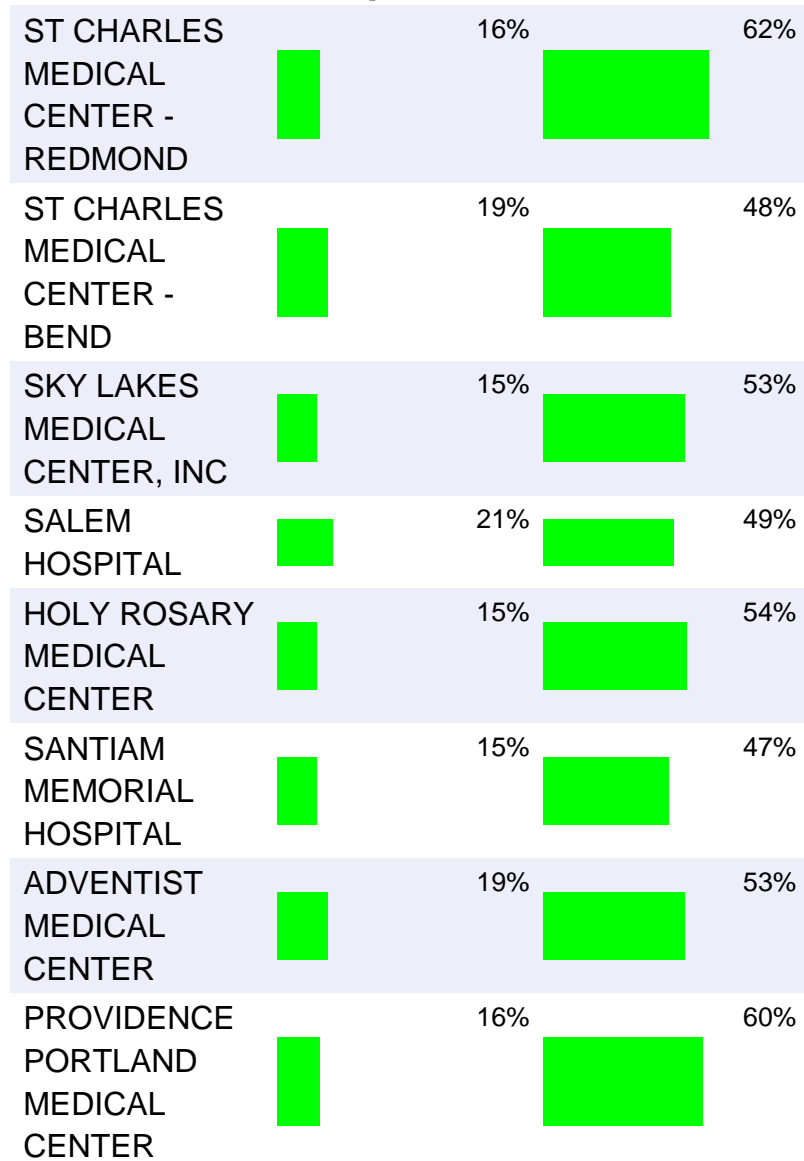 ST CHARLES 16% 62%
MEDICAL
CENTER -
REDMOND
ST CHARLES 19% 48%
MEDICAL
CENTER -
BEND
SKY LAKES 15% 53%
MEDICAL
CENTER, INC
SALEM 21% 49%
HOSPITAL
HOLY ROSARY 15% 54%
MEDICAL
CENTER
SANTIAM 15% 47%
MEMORIAL
HOSPITAL
ADVENTIST 19% 53%
MEDICAL
CENTER
PROVIDENCE 16% 60%
PORTLAND
MEDICAL
CENTER